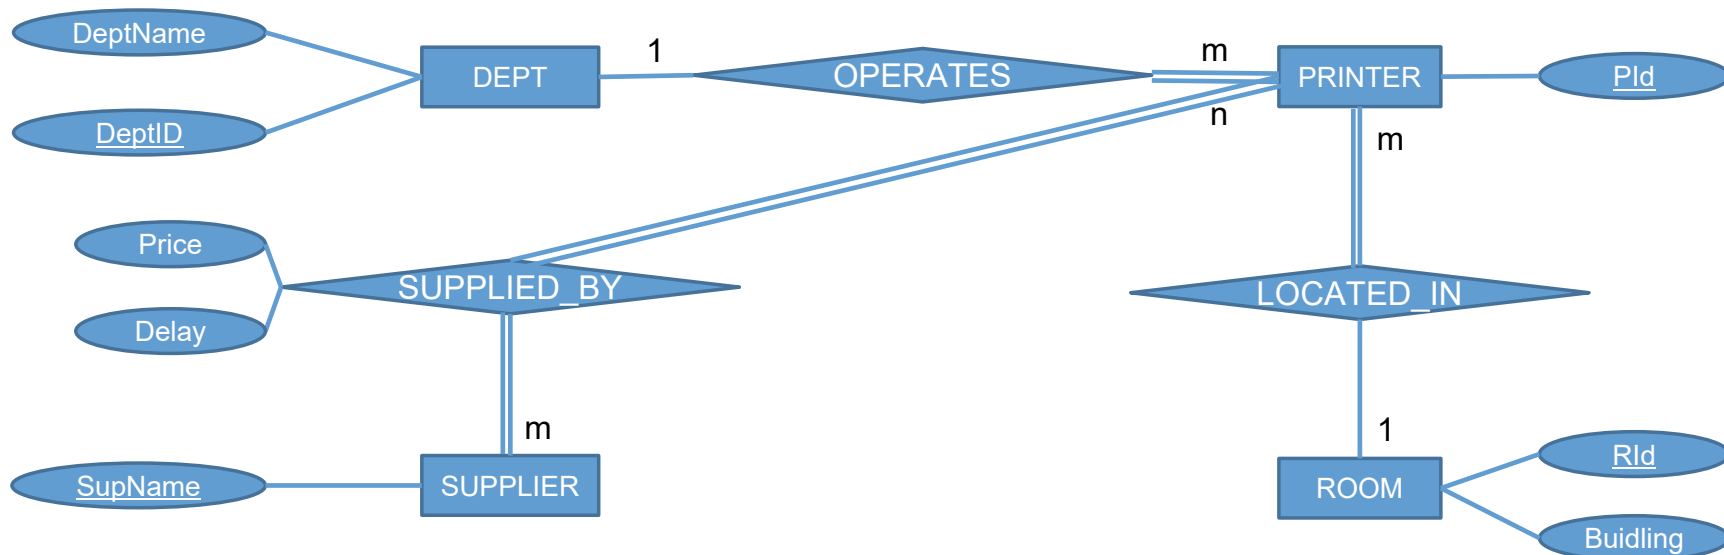 DeptName
DEPT
1
OPERATES
m
PRINTER
PId
DeptID
n
m
Price
SUPPLIED_BY
LOCATED_IN
Delay
m
1
SupName
SUPPLIER
ROOM
RId
Buidling